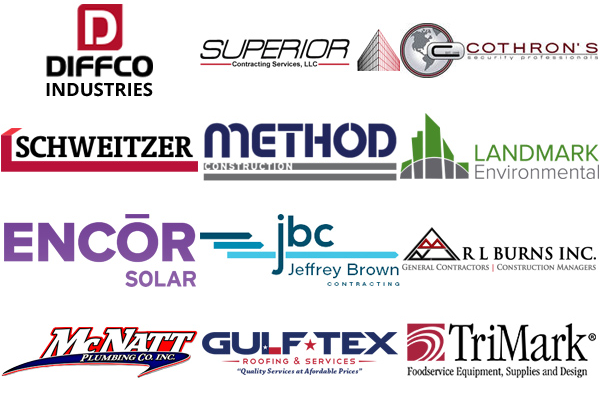 D
DIFFCO
INDUSTRIES
SUPERIOR
Contracting Services, LLC
COTHRON'S
security professionals
SCHWEITZER
METHOD
CONSTRUCTION
LANDMARK
Environmental
ENCŌR
SOLAR
jbc
Jeffrey Brown
CONTRACTING
R L BURNS INC.
GENERAL CONTRACTORS | CONSTRUCTION MANAGERS
McNATT
PLUMBING CO. INC.
GULF★TEX
ROOFING & SERVICES
"Quality Services at Afordable Prices"
TriMark®
Foodservice Equipment, Supplies and Design